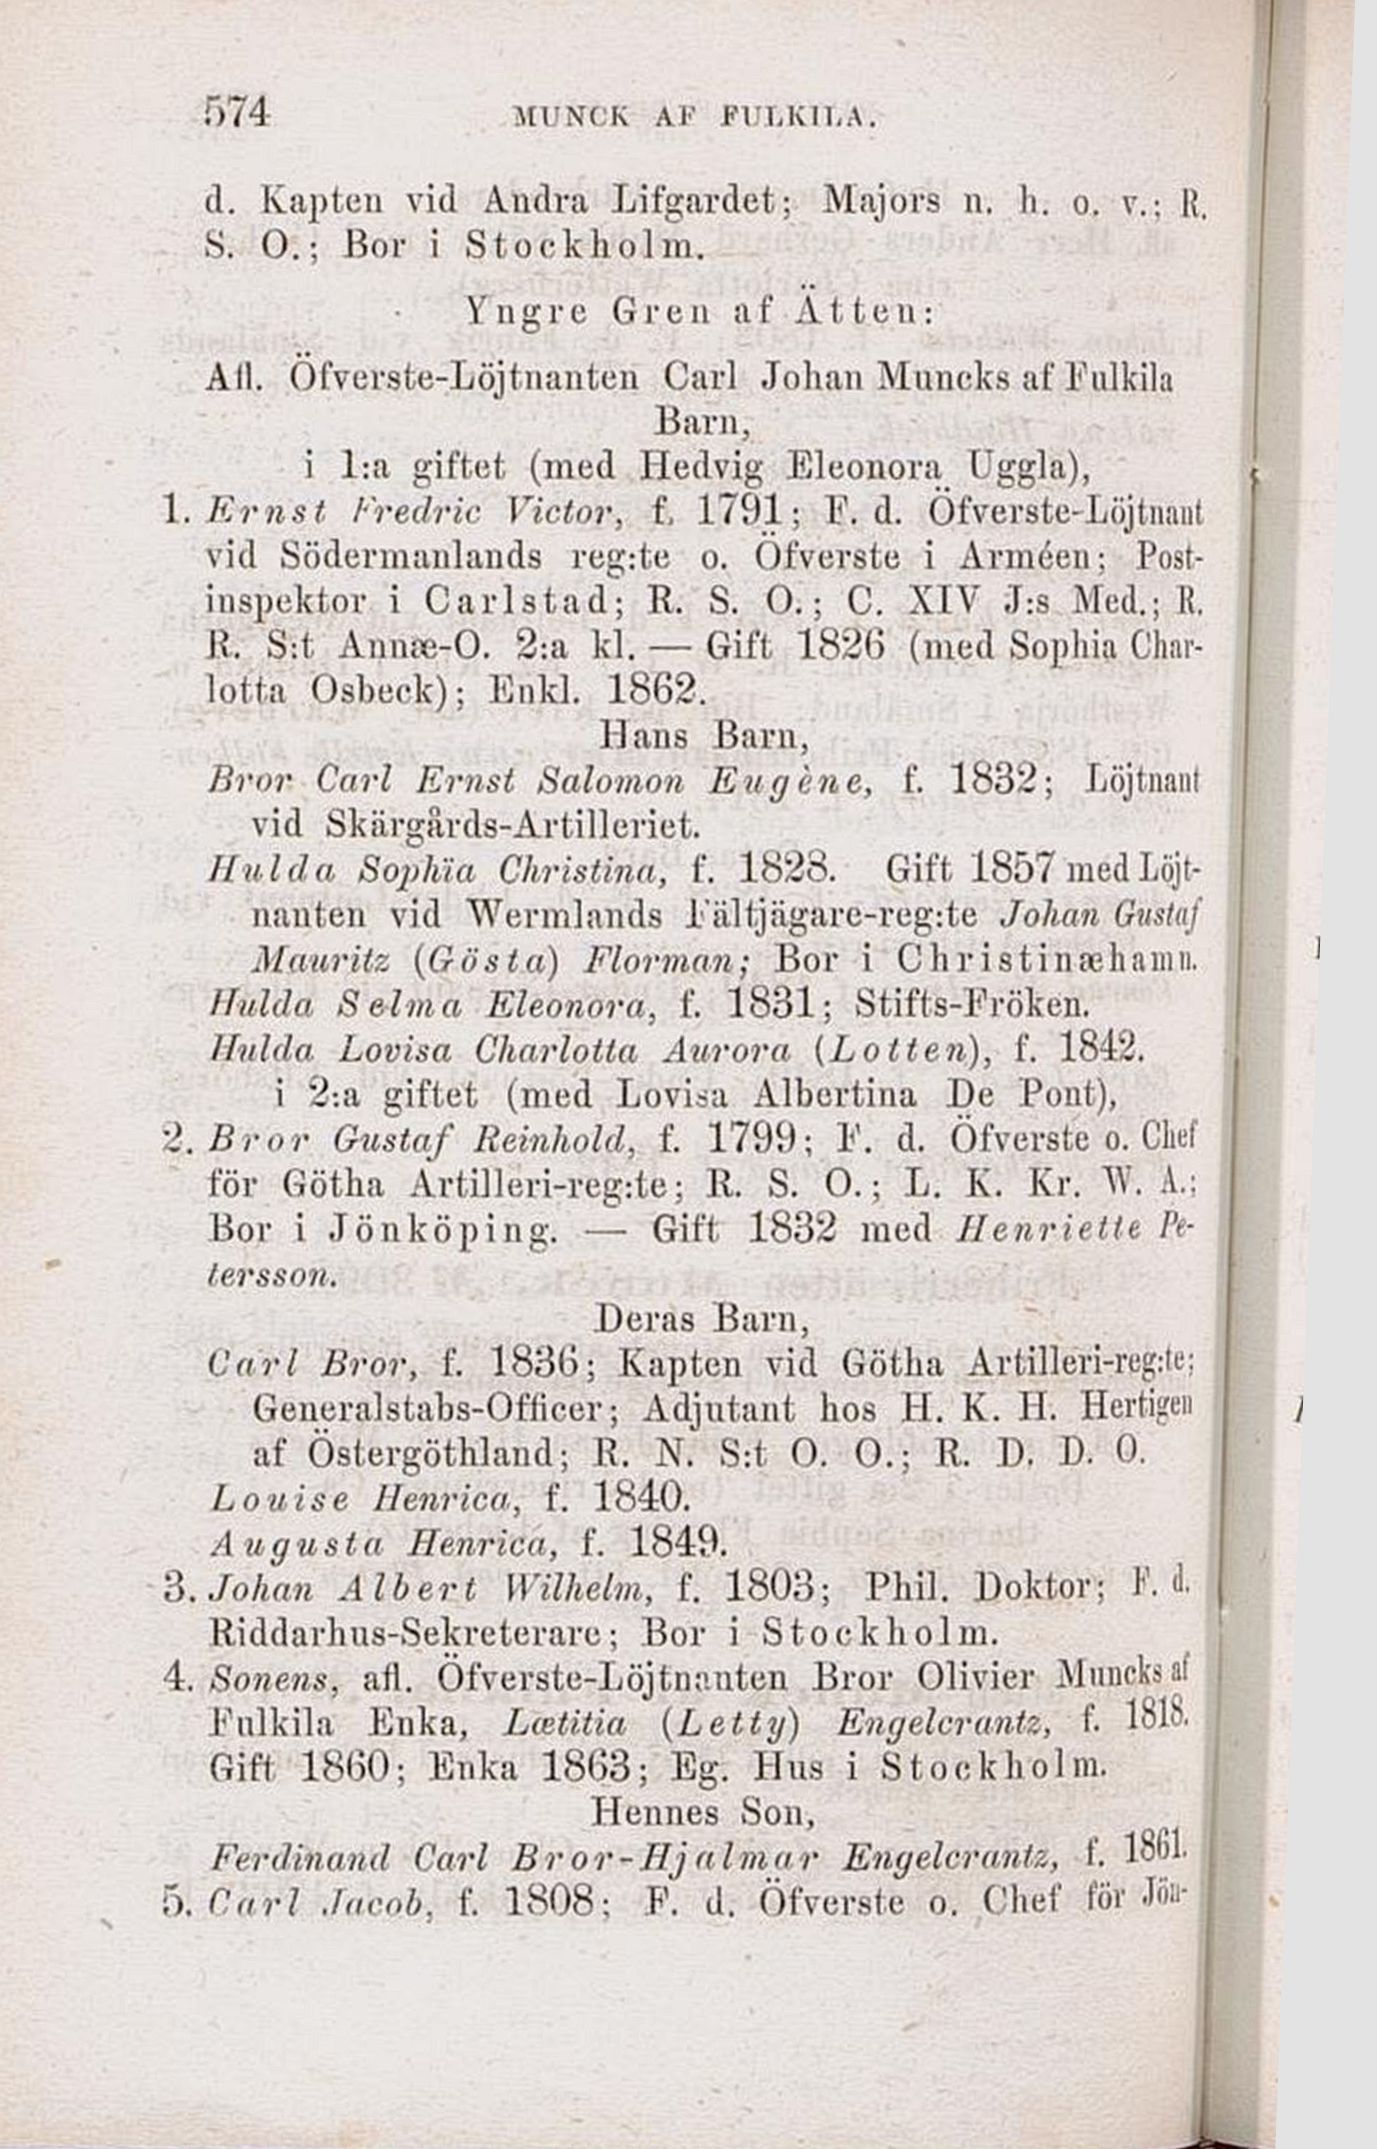 574 MUNCK AF FULKILA.
d. Kapten vid Andra Lifgardet; Majors n. h. o. v.; R.
S. O.; Bor i Stockholm.
Yngre Gren af Ätten:
Afl. Öfverste-Löjtnanten Carl Johan Muncks af Fulkila
Barn,
i 1:a giftet (med Hedvig Eleonora Uggla),
1. Ernst Fredric Victor, f. 1791; F. d. Öfverste-Löjtnant
vid Södermanlands reg:te o. Öfverste i Arméen; Post-
inspektor i Carlstad; R. S. O.; C. XIV J:s Med.; R.
R. S:t Annæ-O. 2:a kl. — Gift 1826 (med Sophia Char-
lotta Osbeck); Enkl. 1862.
Hans Barn,
Bror Carl Ernst Salomon Eugène, f. 1832; Löjtnant
vid Skärgårds-Artilleriet.
Hulda Sophia Christina, f. 1828. Gift 1857 med Löjt-
nanten vid Wermlands Fältjägare-reg:te Johan Gustaf
Mauritz (Gösta) Florman; Bor i Christinæhamn.
Hulda Selma Eleonora, f. 1831; Stifts-Fröken.
Hulda Lovisa Charlotta Aurora (Lotten), f. 1842.
i 2:a giftet (med Lovisa Albertina De Pont),
2. Bror Gustaf Reinhold, f. 1799; F. d. Öfverste o. Chef
för Götha Artilleri-reg:te; R. S. O.; L. K. Kr. W. A.;
Bor i Jönköping. — Gift 1832 med Henriette Pe-
tersson.
Deras Barn,
Carl Bror, f. 1836; Kapten vid Götha Artilleri-reg:te;
Generalstabs-Officer; Adjutant hos H. K. H. Hertigen
af Östergöthland; R. N. S:t O. O.; R. D. D. O.
Louise Henrica, f. 1840.
Augusta Henrica, f. 1849.
3. Johan Albert Wilhelm, f. 1803; Phil. Doktor; F. d.
Riddarhus-Sekreterare; Bor i Stockholm.
4. Sonens, afl. Öfverste-Löjtnanten Bror Olivier Muncks af
Fulkila Enka, Lætitia (Letty) Engelcrantz, f. 1818.
Gift 1860; Enka 1863; Eg. Hus i Stockholm.
Hennes Son,
Ferdinand Carl Bror-Hjalmar Engelcrantz, f. 1861.
5. Carl Jacob, f. 1808; F. d. Öfverste o. Chef för Jön-